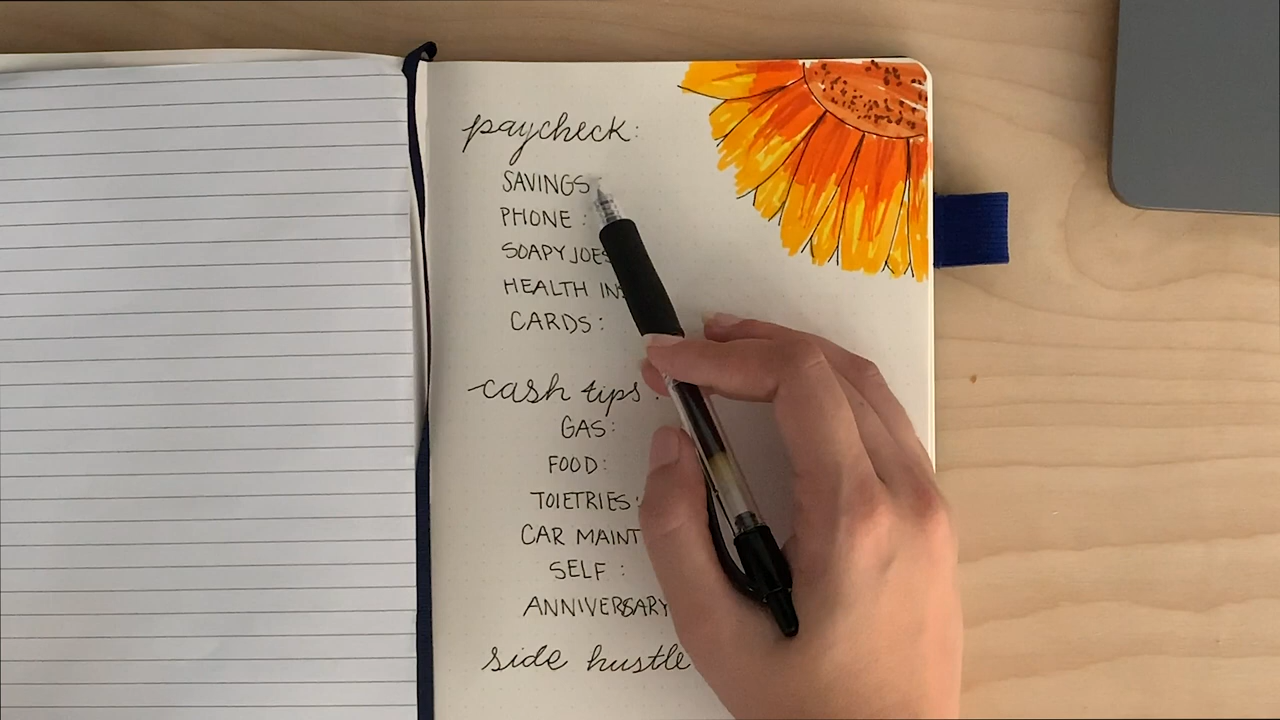 paycheck:
SAVINGS
PHONE :
SOAPY JOES
HEALTH INS
CARDS:
cash tips :
GAS:
FOOD:
TOIETRIES:
CAR MAINT
SELF :
ANNIVERSARY
side hustle